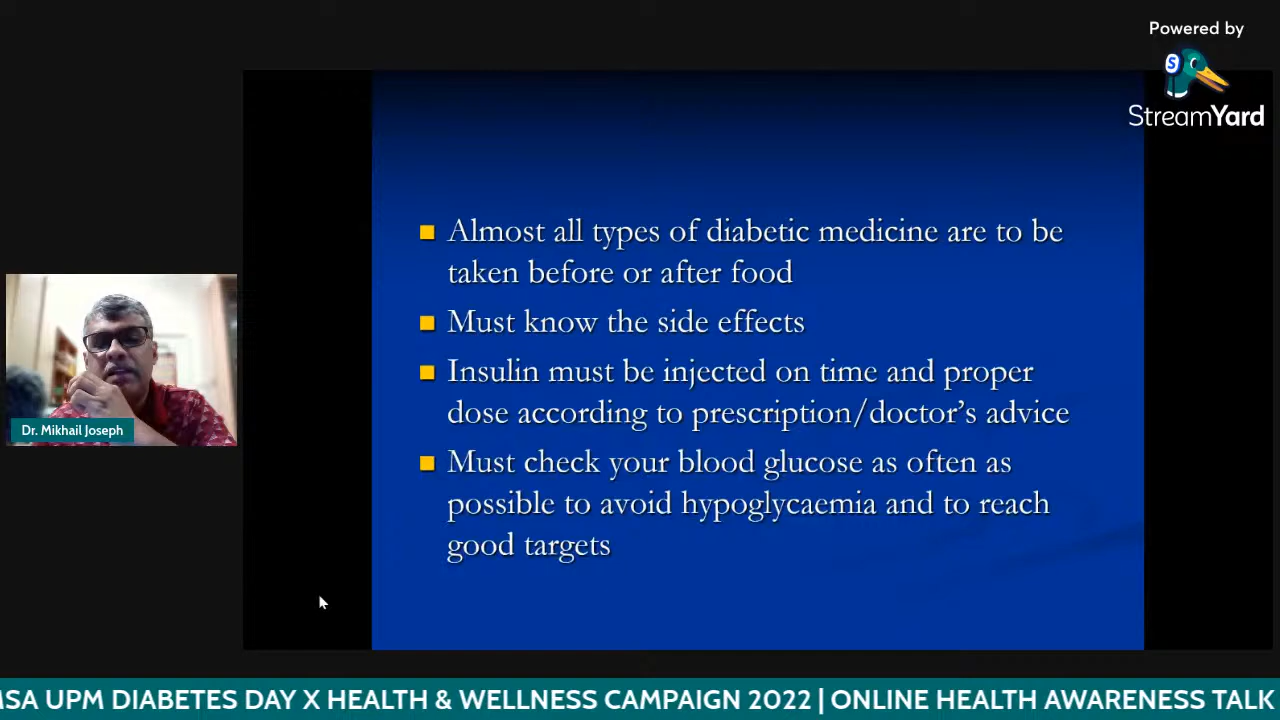 Powered by
StreamYard
Almost all types of diabetic medicine are to be
taken before or after food
Must know the side effects
Insulin must be injected on time and proper
dose according to prescription/doctor’s advice
Must check your blood glucose as often as
possible to avoid hypoglycaemia and to reach
good targets
Dr. Mikhail Joseph
MSA UPM DIABETES DAY X HEALTH & WELLNESS CAMPAIGN 2022 | ONLINE HEALTH AWARENESS TALK